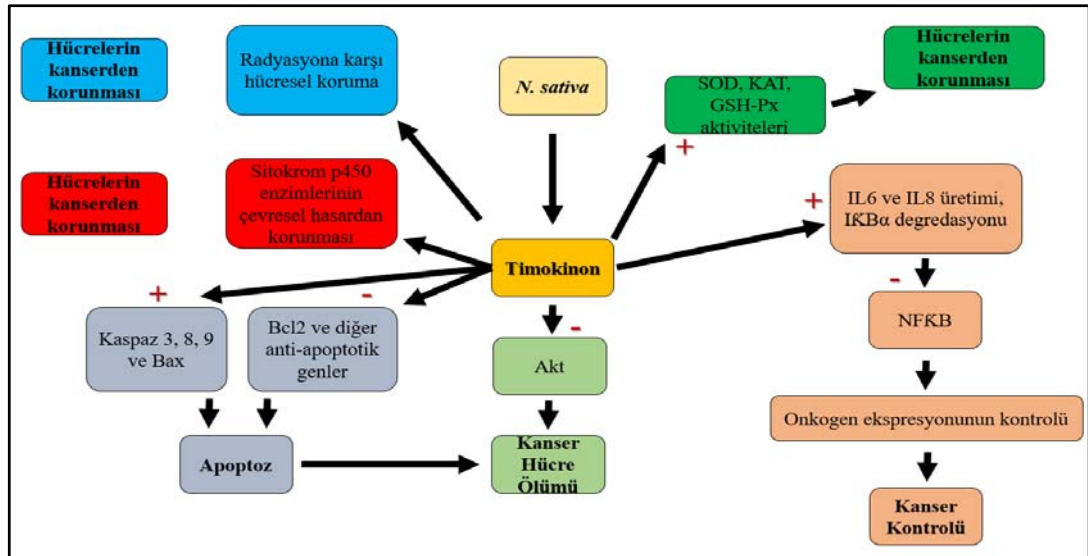 Hücrelerin
kanserden
korunması
Radyasyona karşı
hücresel koruma
N. sativa
SOD, KAT,
GSH-Px
aktiviteleri
Hücrelerin
kanserden
korunması
+
Hücrelerin
kanserden
korunması
Sitokrom p450
enzimlerinin
çevresel hasardan
korunması
+
IL6 ve IL8 üretimi,
IƘBα degredasyonu
Timokinon
-
NFƘB
+
-
-
Kaspaz 3, 8, 9
ve Bax
Bcl2 ve diğer
anti-apoptotik
genler
Akt
Onkogen ekspresyonunun kontrolü
Apoptoz
Kanser
Hücre
Ölümü
Kanser
Kontrolü